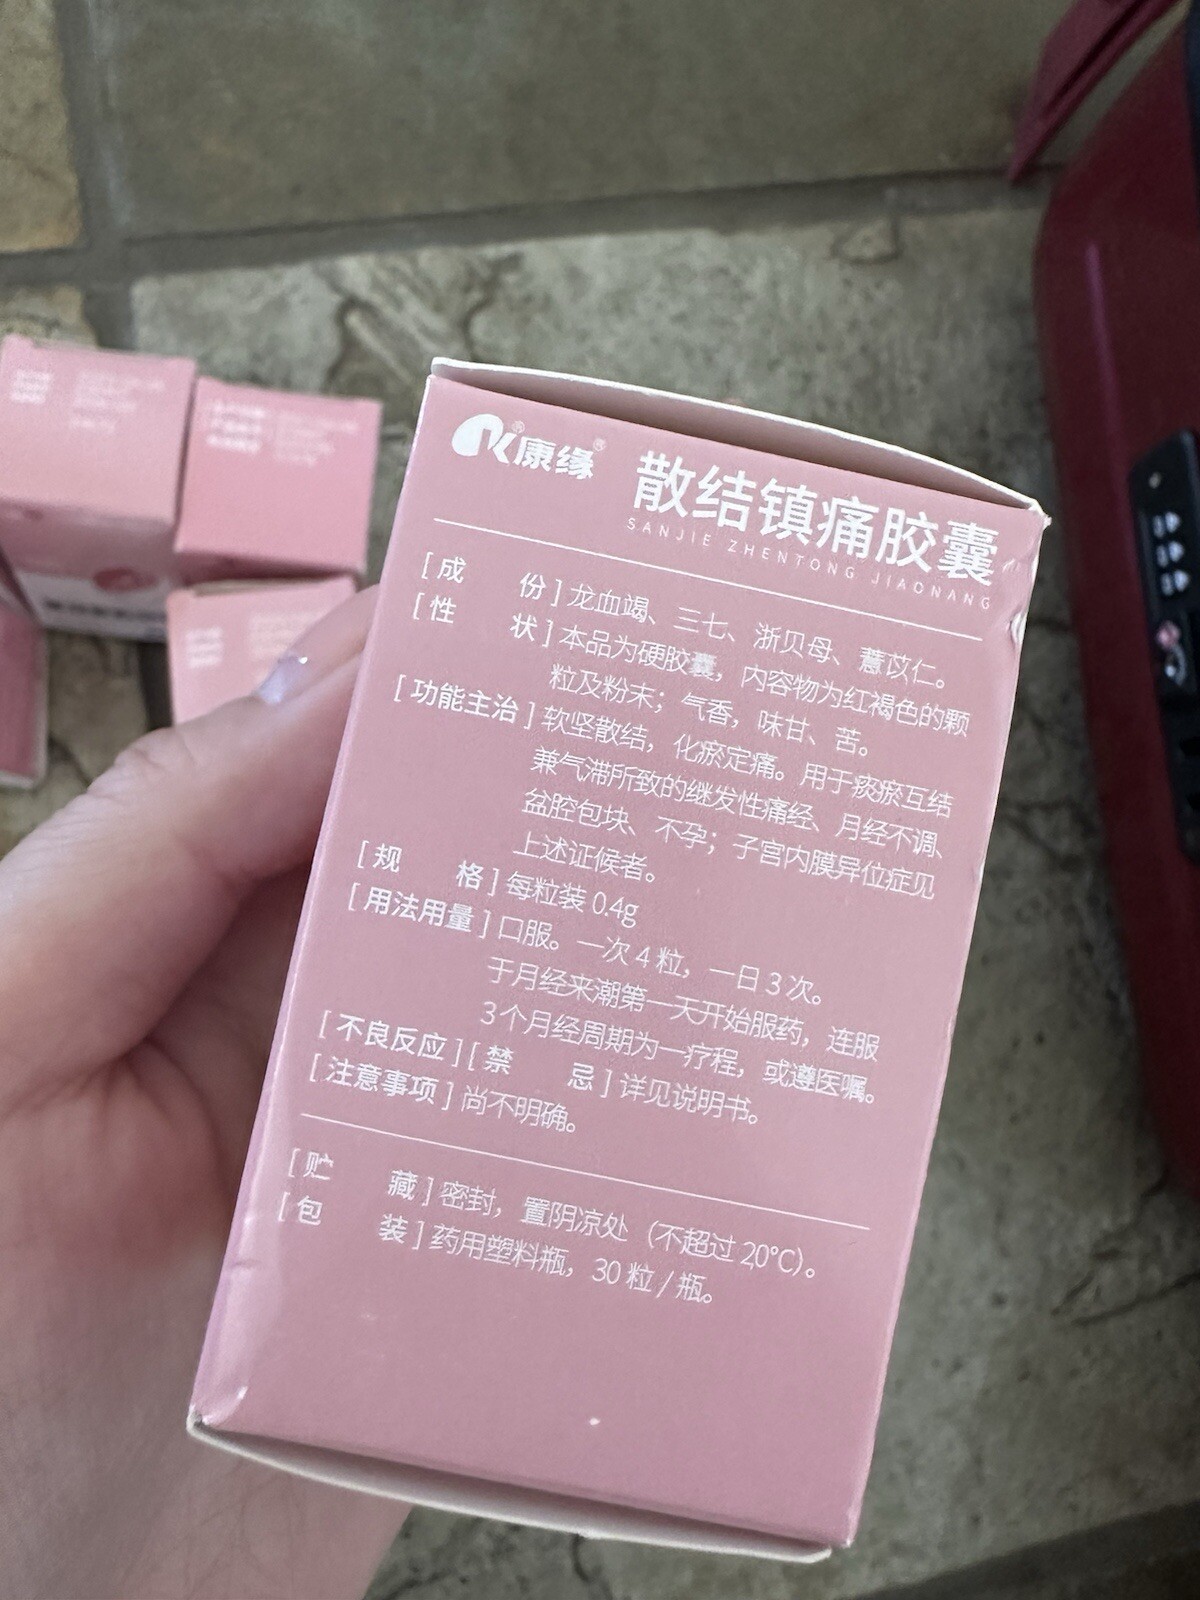 康缘
散结镇痛胶囊
SANJIE ZHENTONG JIAONANG
[成 份]龙血竭、三七、浙贝母、薏苡仁。
[性 状]本品为硬胶囊，内容物为红褐色的颗
粒及粉末；气香，味甘、苦。
[功能主治]软坚散结，化瘀定痛。用于痰瘀互结
兼气滞所致的继发性痛经、月经不调、
盆腔包块、不孕；子宫内膜异位症见
上述证候者。
[规 格]每粒装 0.4g
[用法用量]口服。一次 4 粒，一日 3 次。
于月经来潮第一天开始服药，连服
3 个月经周期为一疗程，或遵医嘱。
[不良反应][禁 忌]详见说明书。
[注意事项]尚不明确。
[贮 藏]密封，置阴凉处（不超过 20℃）。
[包 装]药用塑料瓶，30 粒 / 瓶。